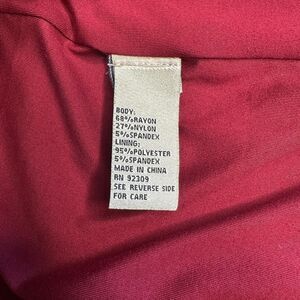 BODY:
68%RAYON
27%NYLON
5%SPANDEX
LINING:
95%POLYESTER
5%SPANDEX
MADE IN CHINA
RN 92309
SEE REVERSE SIDE
FOR CARE